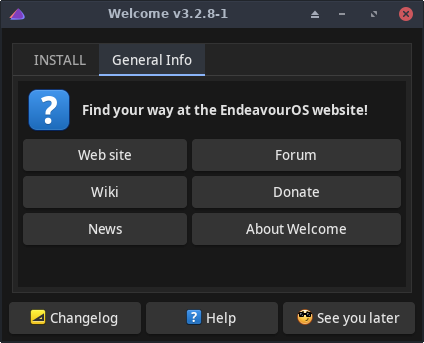 Welcome v3.2.8-1
INSTALL General Info
? Find your way at the EndeavourOS website!
Web site Forum
Wiki Donate
News About Welcome
Changelog ? Help See you later